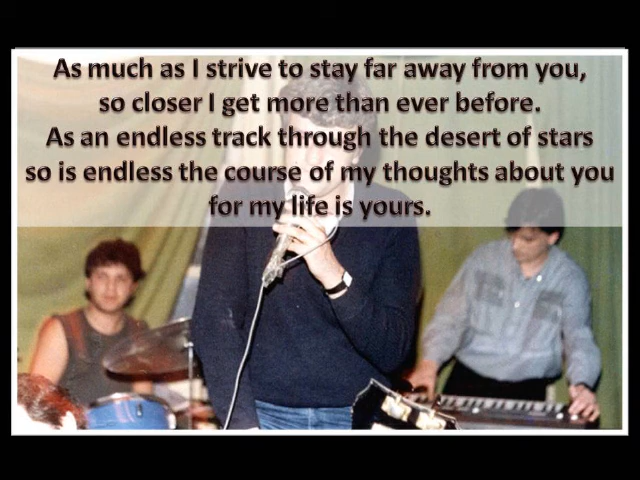 As much as I strive to stay far away from you,
so closer I get more than ever before.
As an endless track through the desert of stars
so is endless the course of my thoughts about you
for my life is yours.